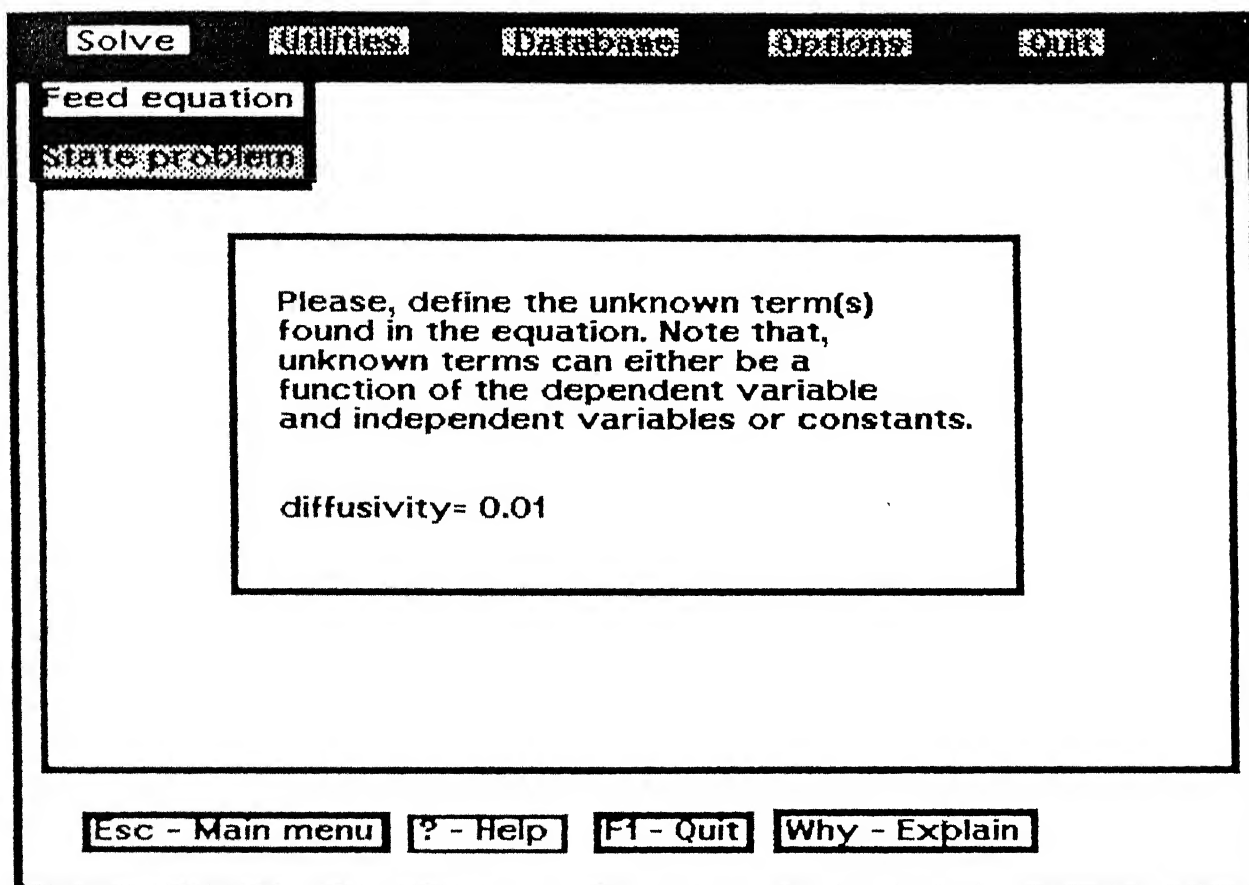 Solve Utilities Database Options Quit
Feed equation
State problem
Please, define the unknown term(s)
found in the equation. Note that,
unknown terms can either be a
function of the dependent variable
and independent variables or constants.
diffusivity= 0.01
Esc - Main menu ? - Help F1 - Quit Why - Explain